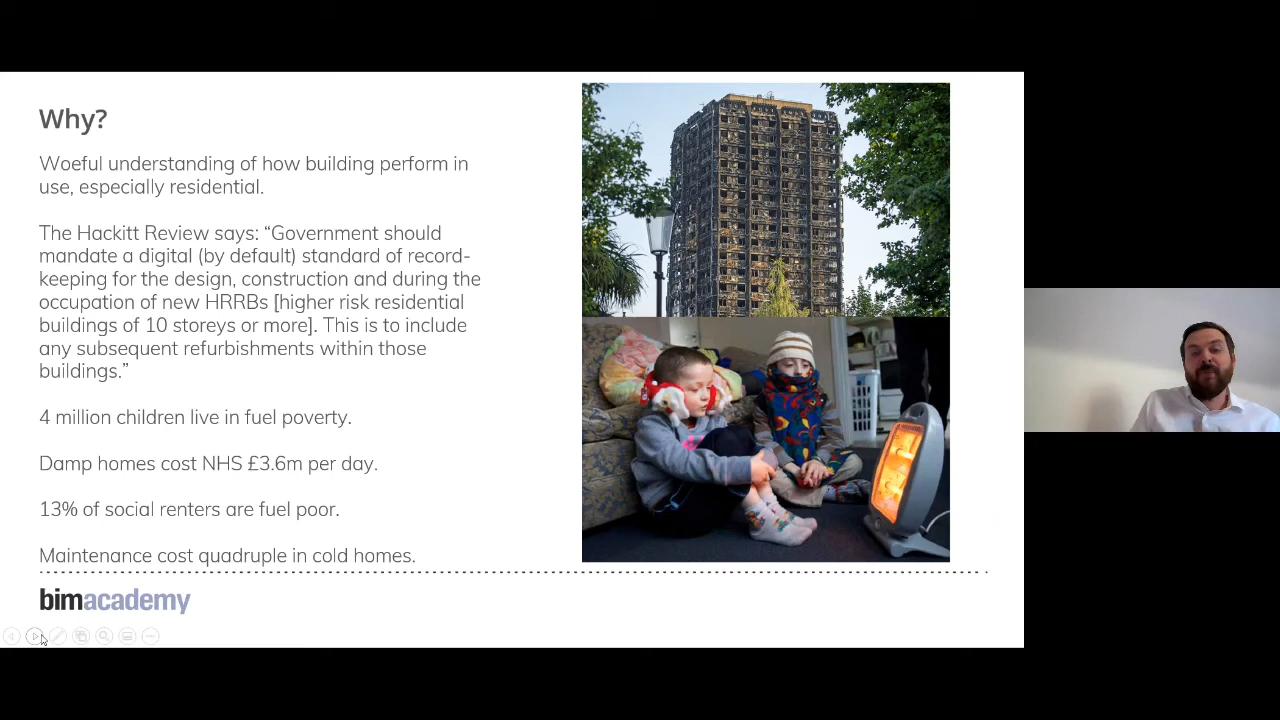 Why?
Woeful understanding of how building perform in
use, especially residential.
The Hackitt Review says: “Government should
mandate a digital (by default) standard of record-
keeping for the design, construction and during the
occupation of new HRRBs [higher risk residential
buildings of 10 storeys or more]. This is to include
any subsequent refurbishments within those
buildings.”
4 million children live in fuel poverty.
Damp homes cost NHS £3.6m per day.
13% of social renters are fuel poor.
Maintenance cost quadruple in cold homes.
bimacademy